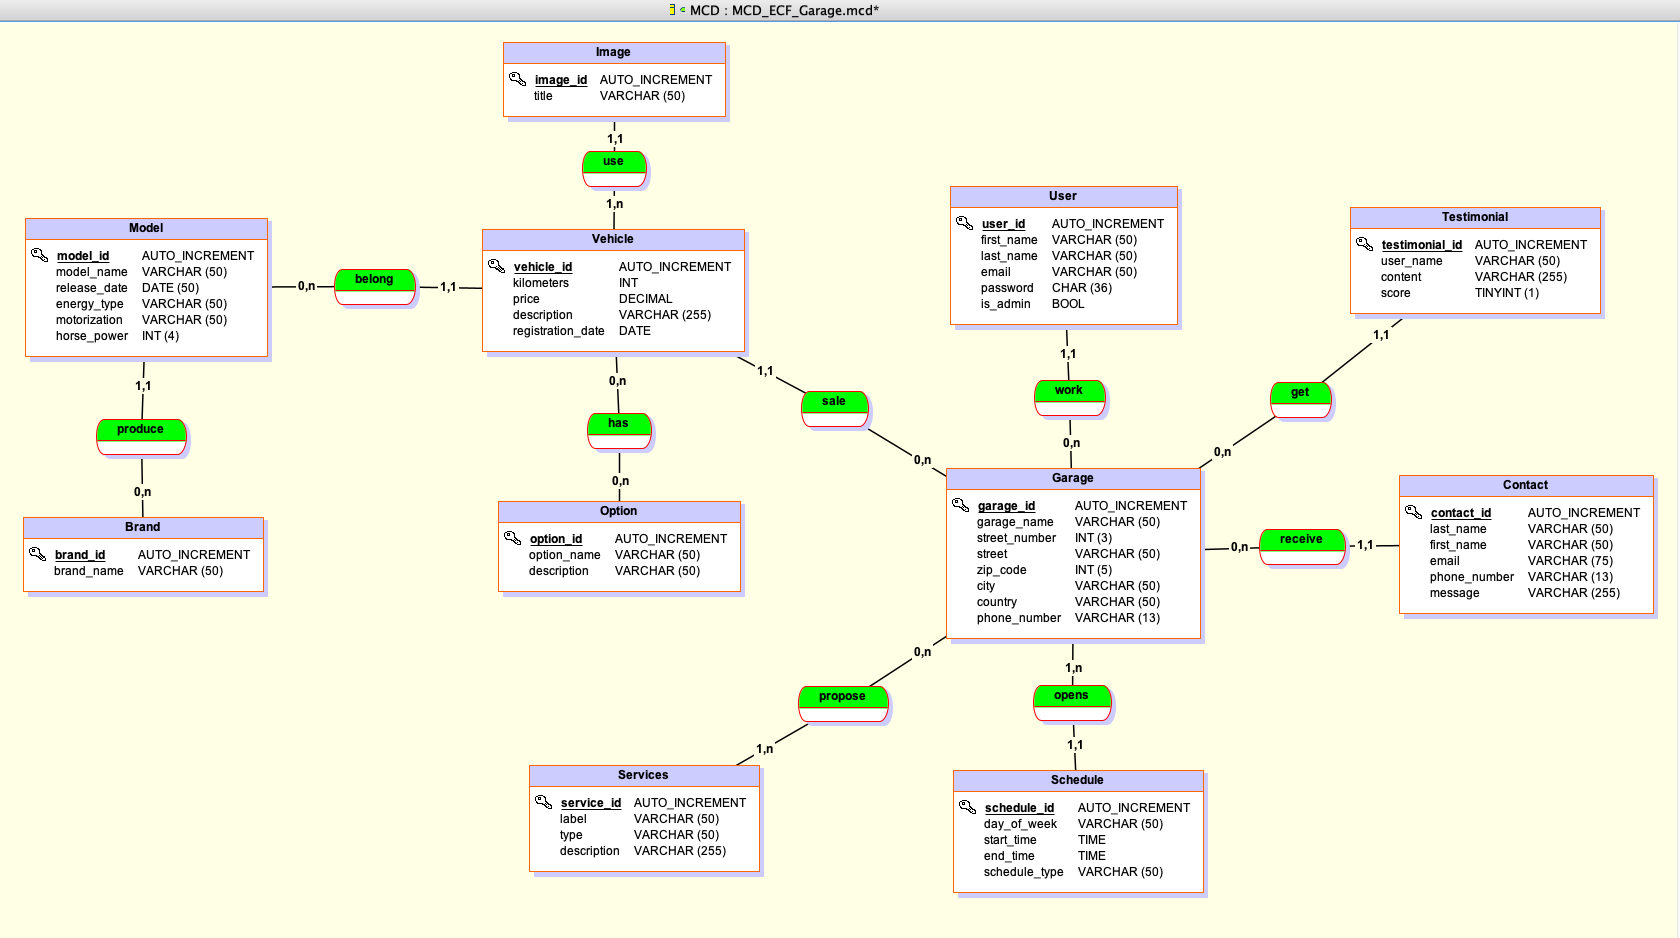 MCD : MCD_ECF_Garage.mcd*
Image
image_id AUTO_INCREMENT
title VARCHAR (50)
1,1
use
1,n
Model
model_id AUTO_INCREMENT
model_name VARCHAR (50)
release_date DATE (50)
energy_type VARCHAR (50)
motorization VARCHAR (50)
horse_power INT (4)
0,n
belong
1,1
Vehicle
vehicle_id AUTO_INCREMENT
kilometers INT
price DECIMAL
description VARCHAR (255)
registration_date DATE
User
user_id AUTO_INCREMENT
first_name VARCHAR (50)
last_name VARCHAR (50)
email VARCHAR (50)
password CHAR (36)
is_admin BOOL
Testimonial
testimonial_id AUTO_INCREMENT
user_name VARCHAR (50)
content VARCHAR (255)
score TINYINT (1)
1,1
produce
0,n
0,n
has
0,n
1,1
sale
0,n
1,1
work
0,n
1,1
get
0,n
Brand
brand_id AUTO_INCREMENT
brand_name VARCHAR (50)
Option
option_id AUTO_INCREMENT
option_name VARCHAR (50)
description VARCHAR (50)
Garage
garage_id AUTO_INCREMENT
garage_name VARCHAR (50)
street_number INT (3)
street VARCHAR (50)
zip_code INT (5)
city VARCHAR (50)
country VARCHAR (50)
phone_number VARCHAR (13)
0,n
receive
1,1
Contact
contact_id AUTO_INCREMENT
last_name VARCHAR (50)
first_name VARCHAR (50)
email VARCHAR (75)
phone_number VARCHAR (13)
message VARCHAR (255)
0,n
propose
1,n
1,n
opens
1,1
Services
service_id AUTO_INCREMENT
label VARCHAR (50)
type VARCHAR (50)
description VARCHAR (255)
Schedule
schedule_id AUTO_INCREMENT
day_of_week VARCHAR (50)
start_time TIME
end_time TIME
schedule_type VARCHAR (50)